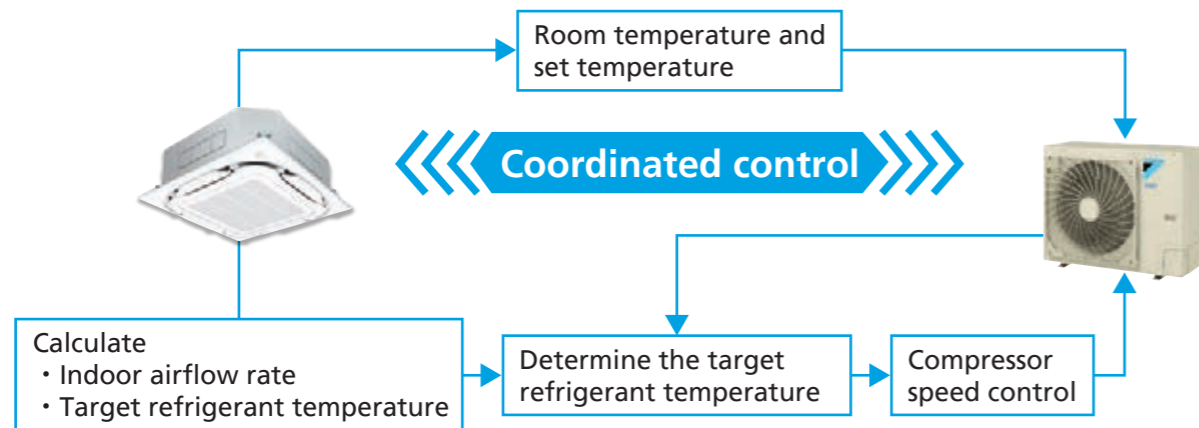 Room temperature and
set temperature
Coordinated control
Calculate
・Indoor airflow rate
・Target refrigerant temperature
Determine the target
refrigerant temperature
Compressor
speed control